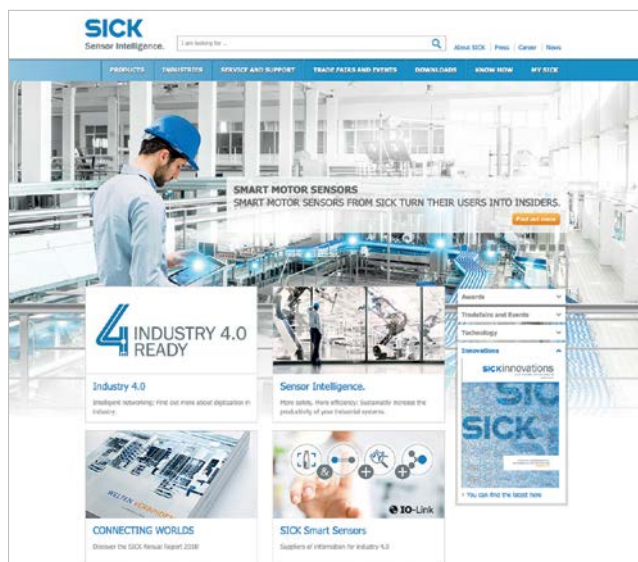 SICK
Sensor Intelligence.
I am looking for ...
About SICK | Press | Career | News
PRODUCTS INDUSTRIES SERVICE AND SUPPORT TRADE FAIRS AND EVENTS DOWNLOADS KNOW HOW MY SICK
SMART MOTOR SENSORS
SMART MOTOR SENSORS FROM SICK TURN THEIR USERS INTO INSIDERS.
Find out more
4 INDUSTRY 4.0
READY
Industry 4.0
Intelligent networking: Find out more about digitization in
industry
Sensor Intelligence.
More safety. More efficiency: Sustainably increase the
productivity of your industrial systems.
Awards
Tradefairs and Events
Technology
Innovations
SICKinnovations
SICK
SICK
› You can find the latest here
WELTEN VERBINDEN
CONNECTING WORLDS
Discover the SICK Annual Report 2016
& + +
IO-Link
SICK Smart Sensors
Suppliers of information for Industry 4.0